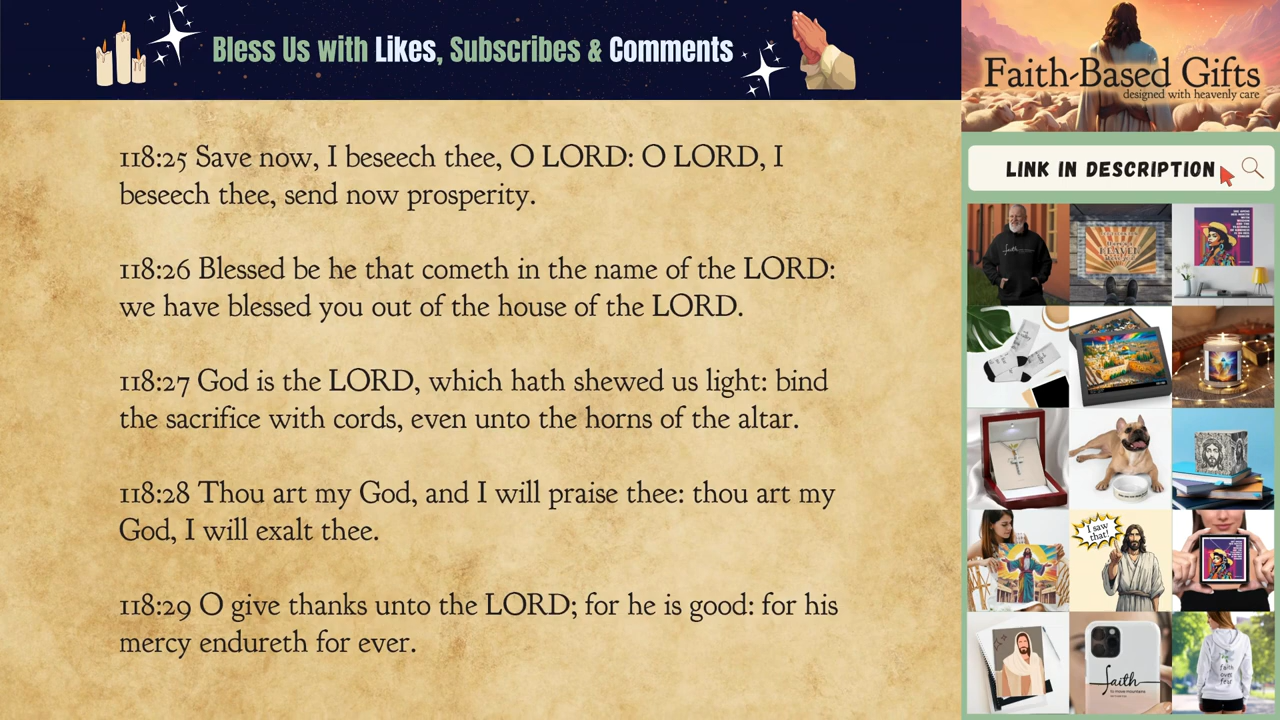 Bless Us with Likes, Subscribes & Comments
Faith-Based Gifts
designed with heavenly care
LINK IN DESCRIPTION
118:25 Save now, I beseech thee, O LORD: O LORD, I
beseech thee, send now prosperity.
118:26 Blessed be he that cometh in the name of the LORD:
we have blessed you out of the house of the LORD.
118:27 God is the LORD, which hath shewed us light: bind
the sacrifice with cords, even unto the horns of the altar.
118:28 Thou art my God, and I will praise thee: thou art my
God, I will exalt thee.
118:29 O give thanks unto the LORD; for he is good: for his
mercy endureth for ever.
faith
I saw
that!
faith
faith
over